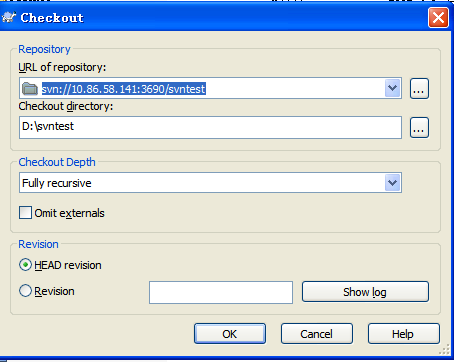 Checkout
Repository
URL of repository:
svn://10.86.58.141:3690/svntest
...
Checkout directory:
D:\svntest
...
Checkout Depth
Fully recursive
Omit externals
Revision
HEAD revision
Revision
Show log
OK Cancel Help